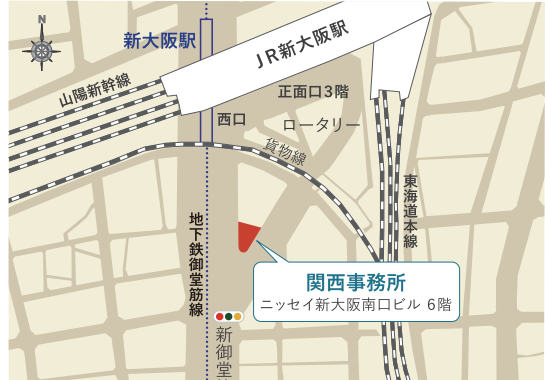 N
新大阪駅
JR新大阪駅
山陽新幹線
正面口3階
西口
ロータリー
貨物線
東海道本線
地下鉄御堂筋線
関西事務所
ニッセイ新大阪南口ビル 6階
新御堂